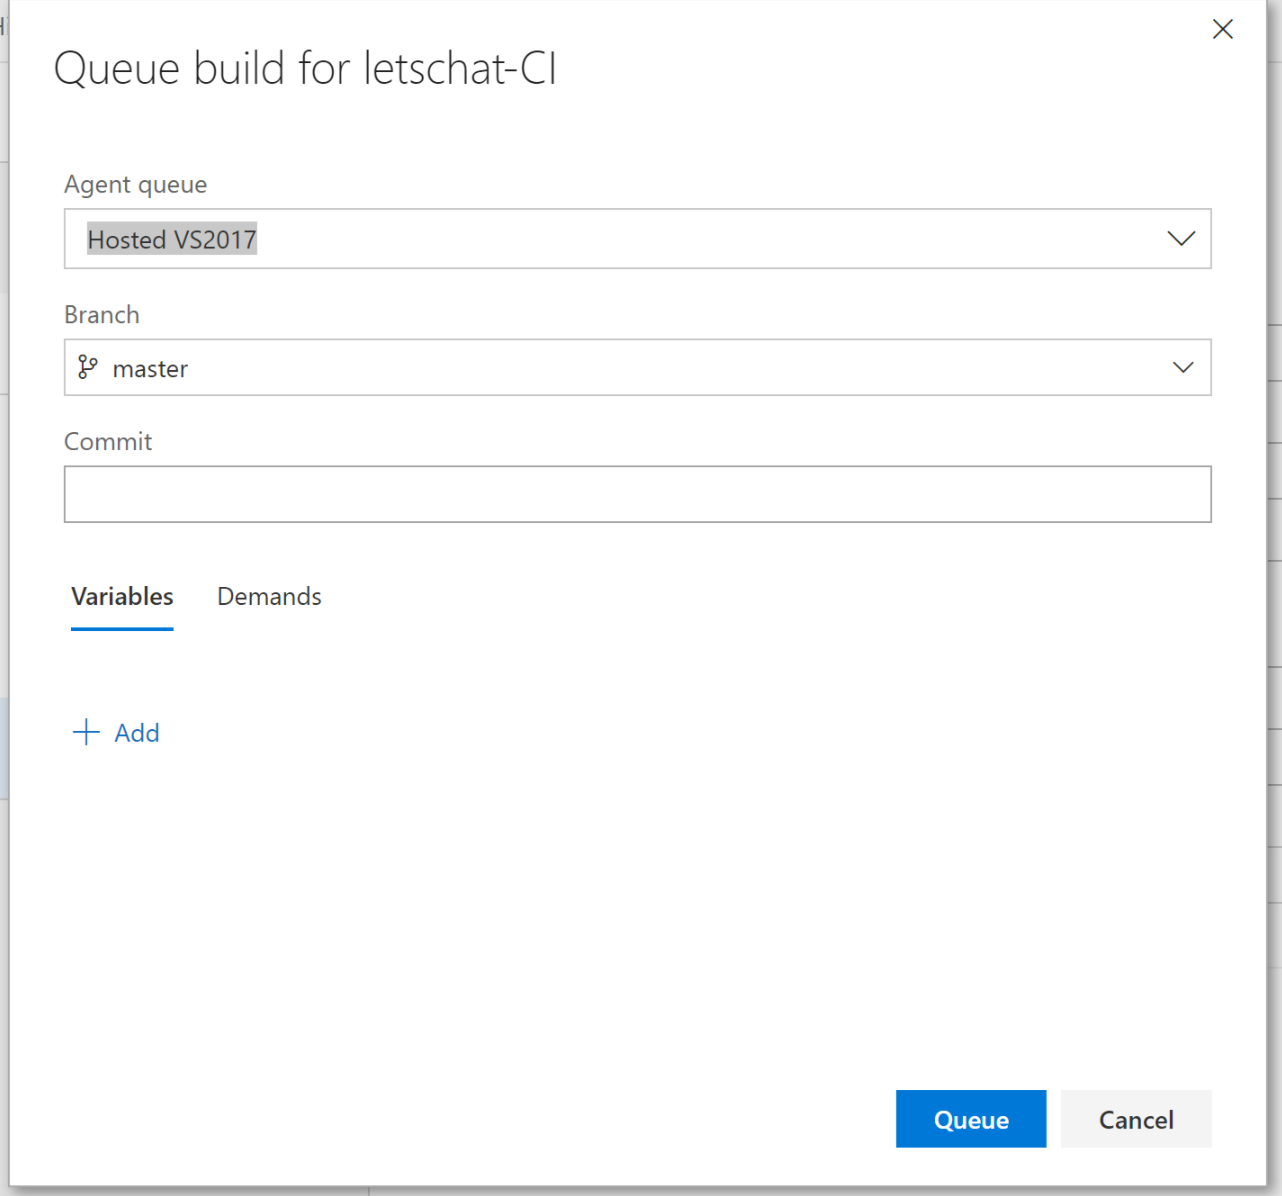 Queue build for letschat-CI
Agent queue
Hosted VS2017
Branch
master
Commit
Variables
Demands
Add
Queue
Cancel